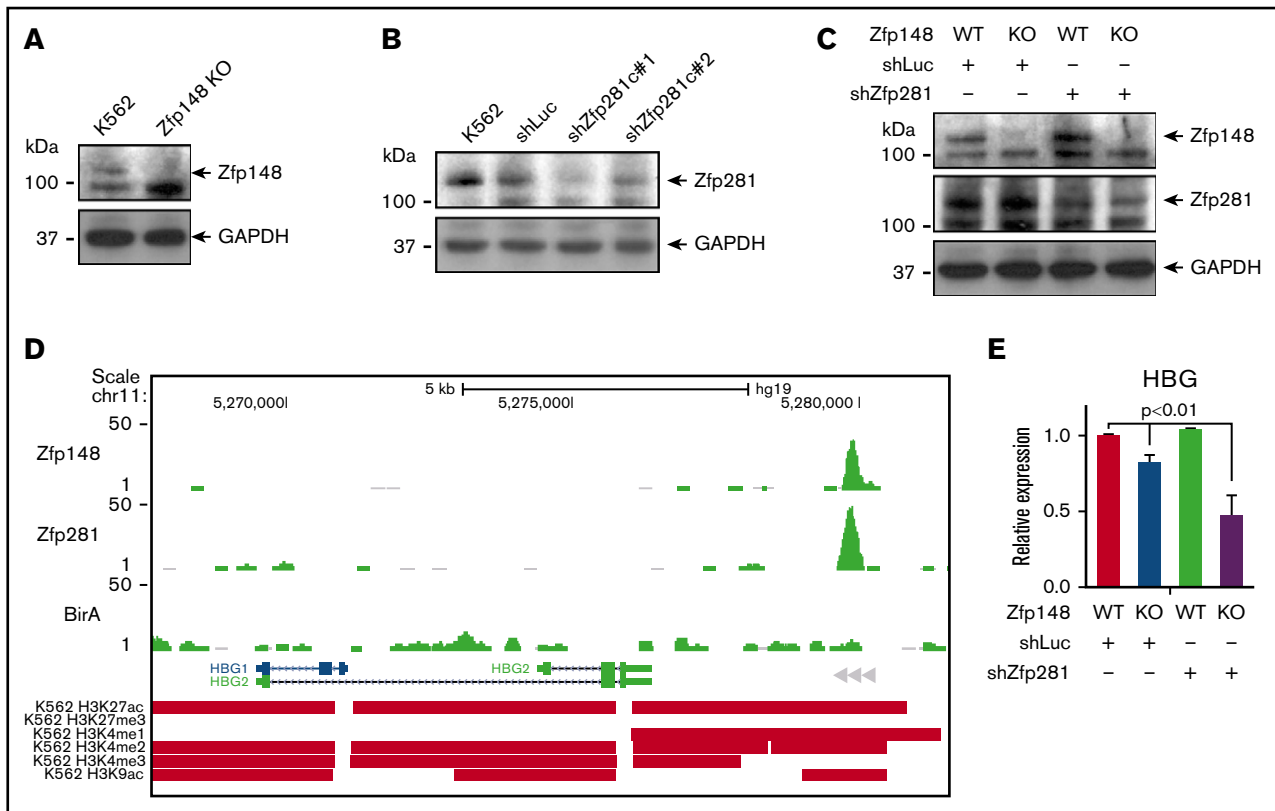 A
K562
Zfp148 KO
kDa
Zfp148
100
37
GAPDH
B
K562
shLuc
shZfp281c#1
shZfp281c#2
kDa
Zfp281
100
37
GAPDH
C
Zfp148 WT KO WT KO
shLuc + + – –
shZfp281 – – + +
kDa
100
Zfp148
Zfp281
100
37
GAPDH
D
Scale
chr11:
5 kb
hg19
5,270,000
5,275,000
5,280,000
50
Zfp148
1
50
Zfp281
1
50
BirA
1
HBG1
HBG2
HBG2
K562 H3K27ac
K562 H3K27me3
K562 H3K4me1
K562 H3K4me2
K562 H3K4me3
K562 H3K9ac
E
HBG
p<0.01
1.0
Relative expression
0.5
0.0
Zfp148 WT KO WT KO
shLuc + + – –
shZfp281 – – + +